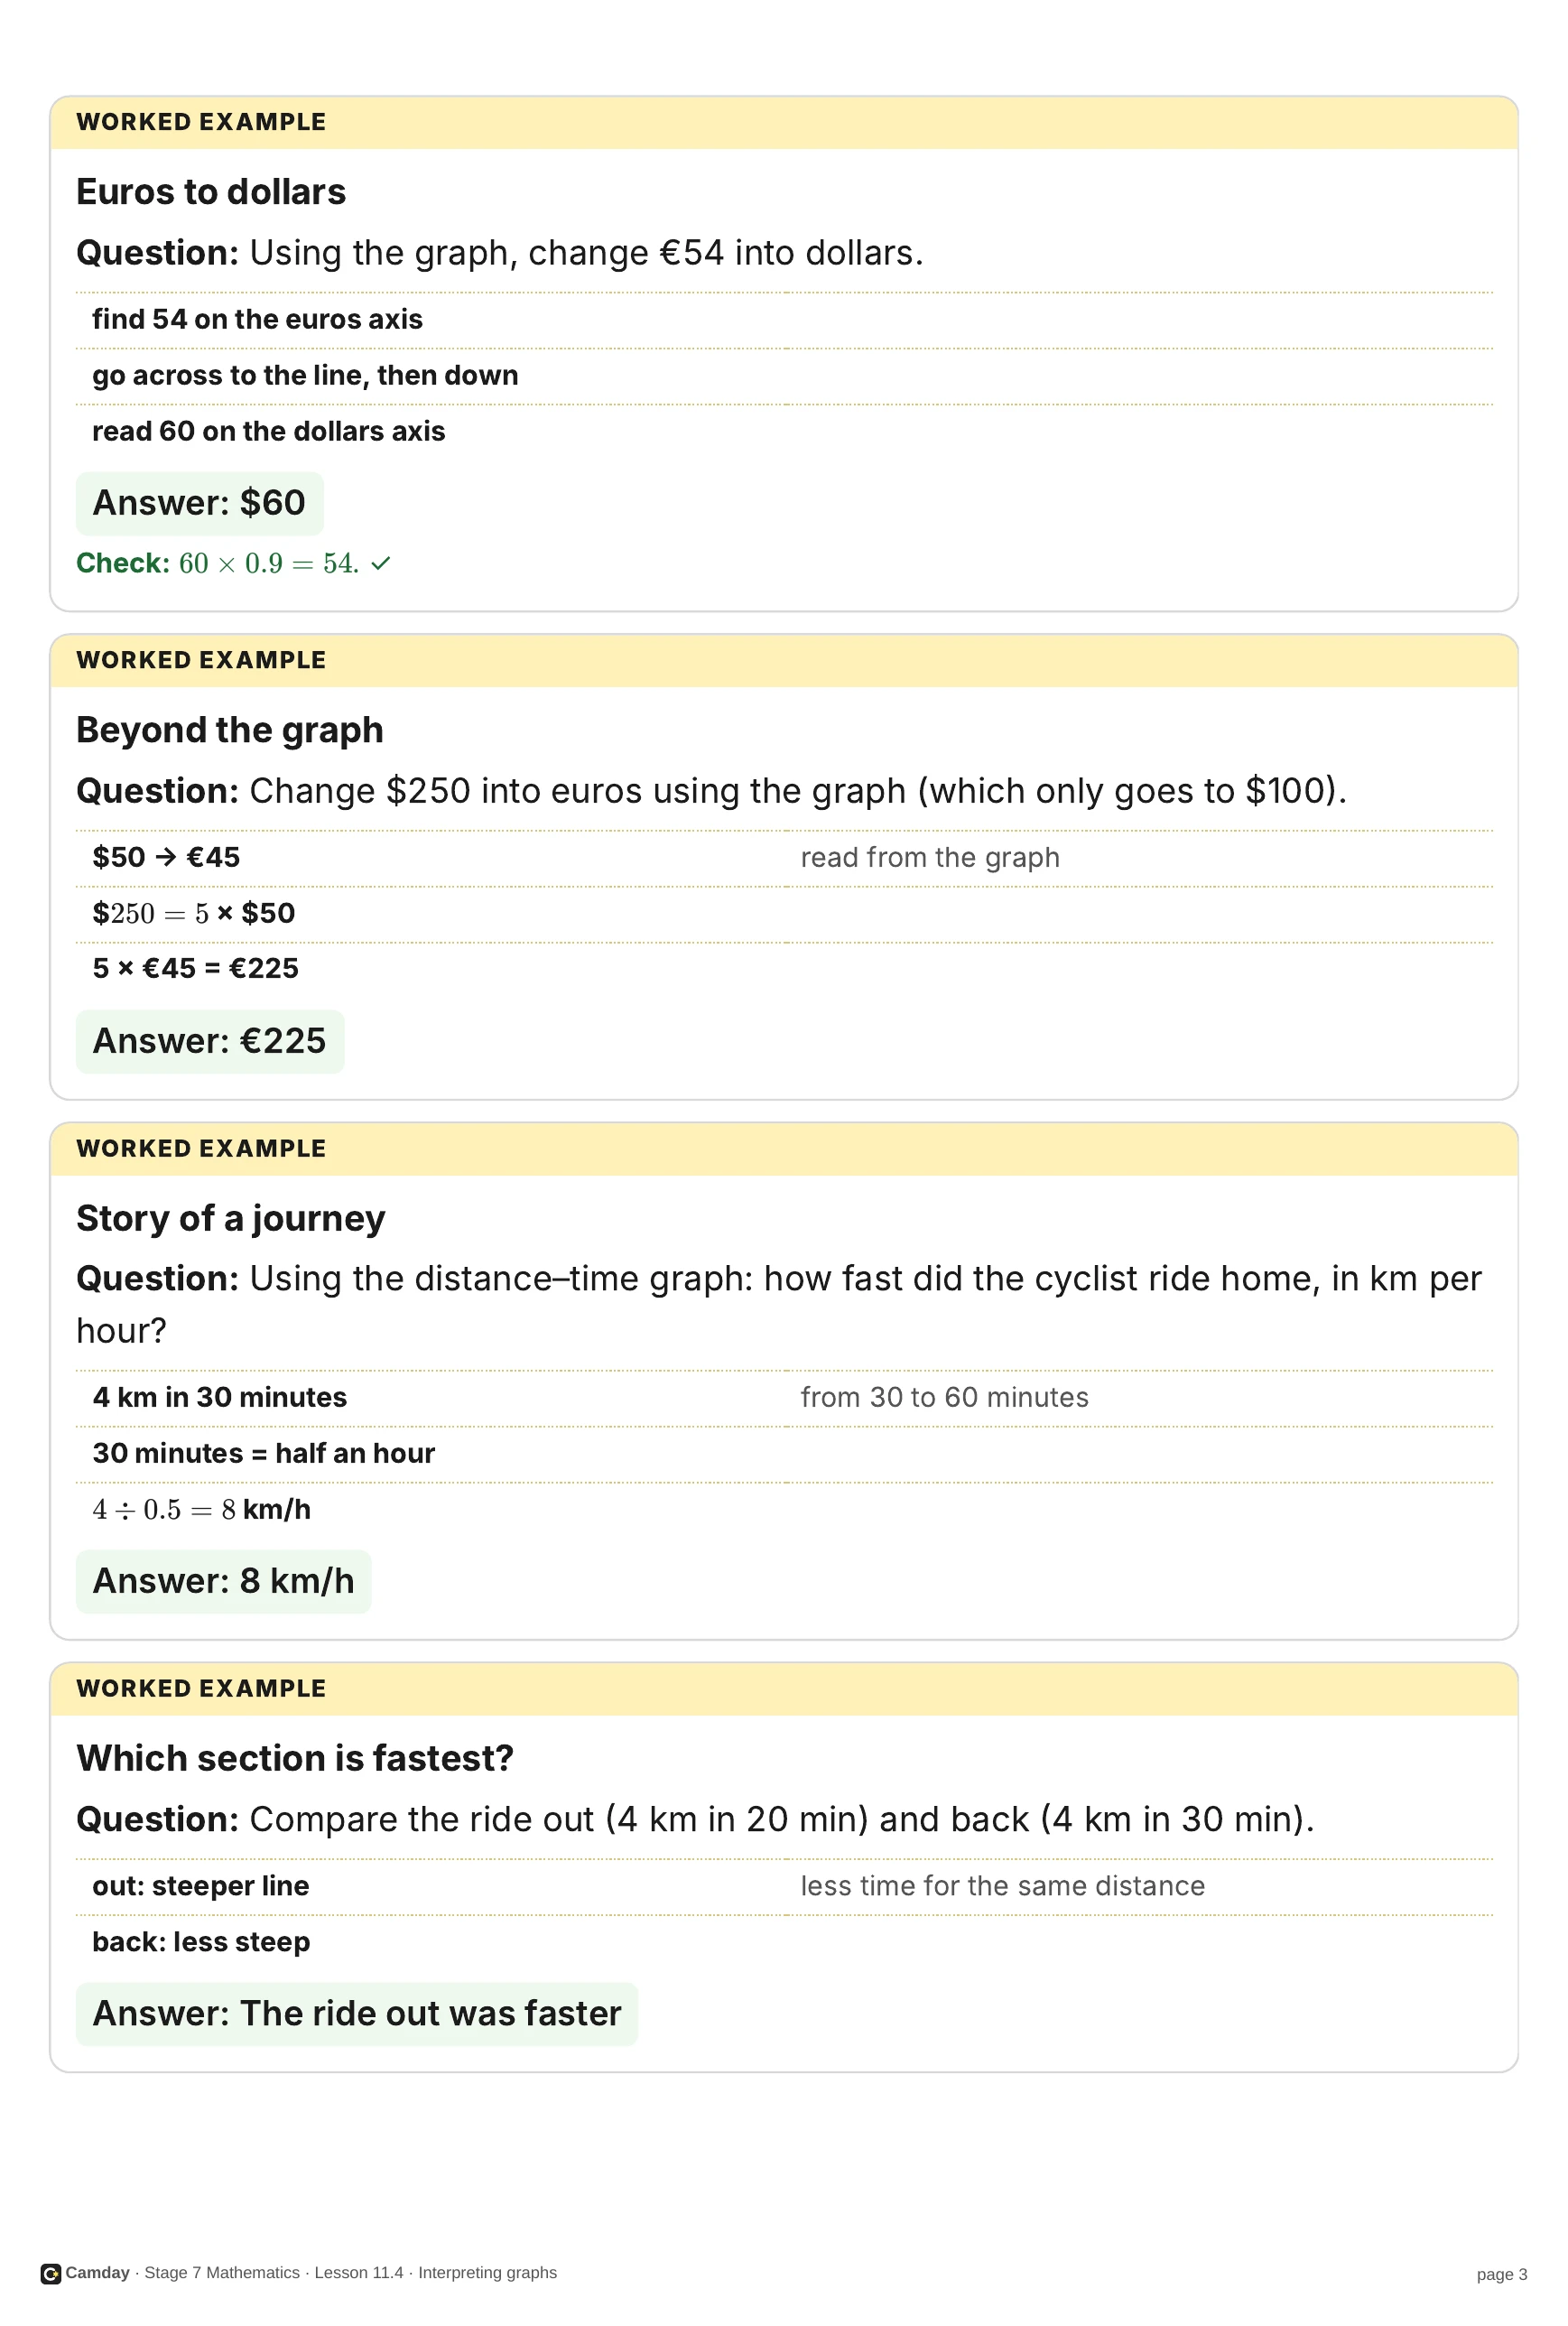 WORKED EXAMPLE
Euros to dollars
Question: Using the graph, change €54 into dollars.
find 54 on the euros axis
go across to the line, then down
read 60 on the dollars axis
Answer: $60
Check: 60 × 0.9 = 54. ✓
WORKED EXAMPLE
Beyond the graph
Question: Change $250 into euros using the graph (which only goes to $100).
$50 → €45 read from the graph
$250 = 5 × $50
5 × €45 = €225
Answer: €225
WORKED EXAMPLE
Story of a journey
Question: Using the distance–time graph: how fast did the cyclist ride home, in km per
hour?
4 km in 30 minutes from 30 to 60 minutes
30 minutes = half an hour
4 ÷ 0.5 = 8 km/h
Answer: 8 km/h
WORKED EXAMPLE
Which section is fastest?
Question: Compare the ride out (4 km in 20 min) and back (4 km in 30 min).
out: steeper line less time for the same distance
back: less steep
Answer: The ride out was faster
Camday · Stage 7 Mathematics · Lesson 11.4 · Interpreting graphs page 3